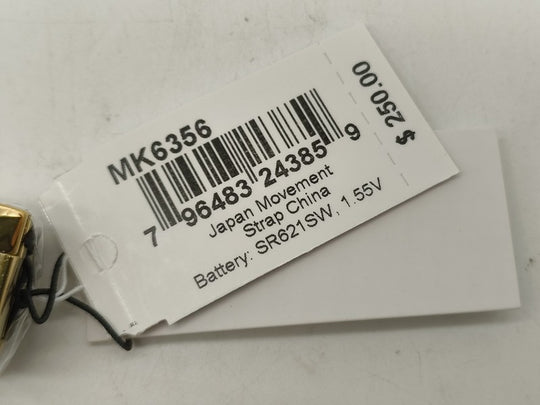 MK6356
7 96483 24385 9
Japan Movement
Strap China
Battery: SR621SW, 1.55V
$ 250.00